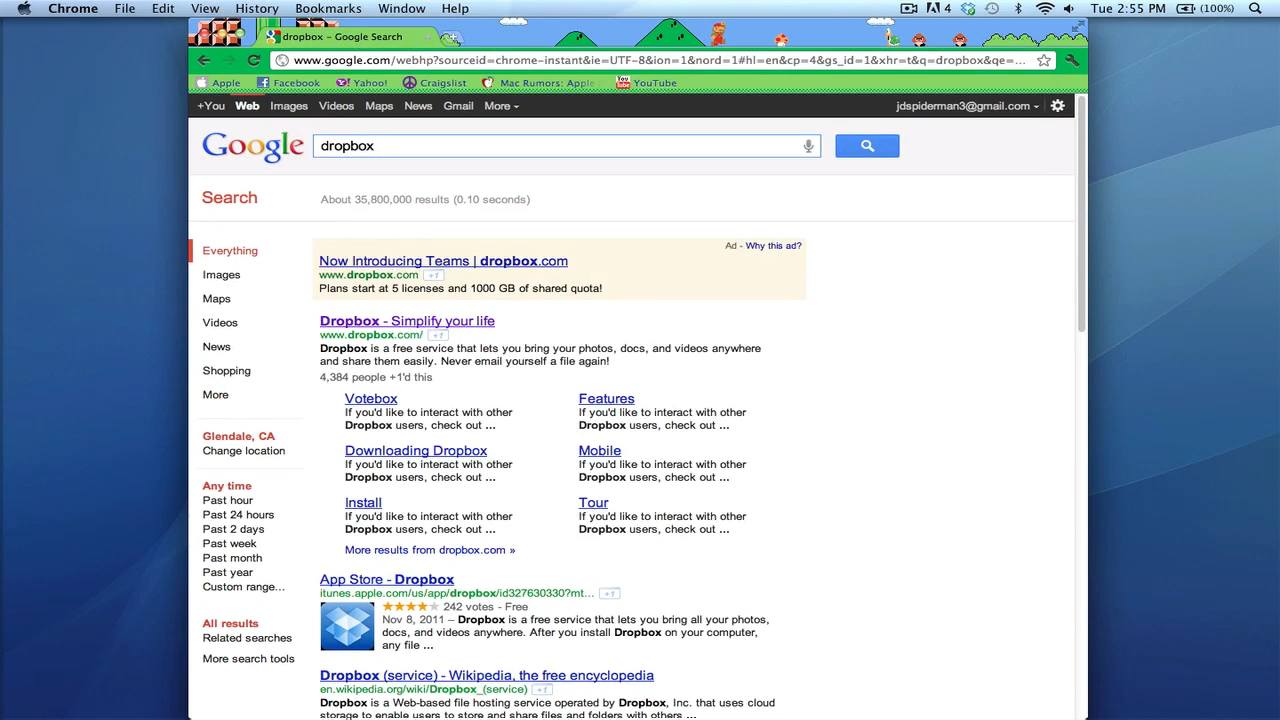 Chrome File Edit View History Bookmarks Window Help 4 Tue 2:55 PM (100%)
dropbox – Google Search
www.google.com/webhp?sourceid=chrome-instant&ie=UTF-8&ion=1&nord=1#hl=en&cp=4&gs_id=1&xhr=t&q=dropbox&qe=...
Apple Facebook Yahoo! Craigslist Mac Rumors: Apple You Tube YouTube
+You Web Images Videos Maps News Gmail More jdspiderman3@gmail.com
Google dropbox
Search About 35,800,000 results (0.10 seconds)
Everything
Images
Maps
Videos
News
Shopping
More
Glendale, CA
Change location
Any time
Past hour
Past 24 hours
Past 2 days
Past week
Past month
Past year
Custom range...
All results
Related searches
More search tools
Ad - Why this ad?
Now Introducing Teams | dropbox.com
www.dropbox.com +1
Plans start at 5 licenses and 1000 GB of shared quota!
Dropbox - Simplify your life
www.dropbox.com/ +1
Dropbox is a free service that lets you bring your photos, docs, and videos anywhere
and share them easily. Never email yourself a file again!
4,384 people +1'd this
Votebox
If you'd like to interact with other
Dropbox users, check out ...
Features
If you'd like to interact with other
Dropbox users, check out ...
Downloading Dropbox
If you'd like to interact with other
Dropbox users, check out ...
Mobile
If you'd like to interact with other
Dropbox users, check out ...
Install
If you'd like to interact with other
Dropbox users, check out ...
Tour
If you'd like to interact with other
Dropbox users, check out ...
More results from dropbox.com »
App Store - Dropbox
itunes.apple.com/us/app/dropbox/id327630330?mt... +1
242 votes - Free
Nov 8, 2011 – Dropbox is a free service that lets you bring all your photos,
docs, and videos anywhere. After you install Dropbox on your computer,
any file ...
Dropbox (service) - Wikipedia, the free encyclopedia
en.wikipedia.org/wiki/Dropbox_(service) +1
Dropbox is a Web-based file hosting service operated by Dropbox, Inc. that uses cloud
storage to enable users to store and share files and folders with others ...